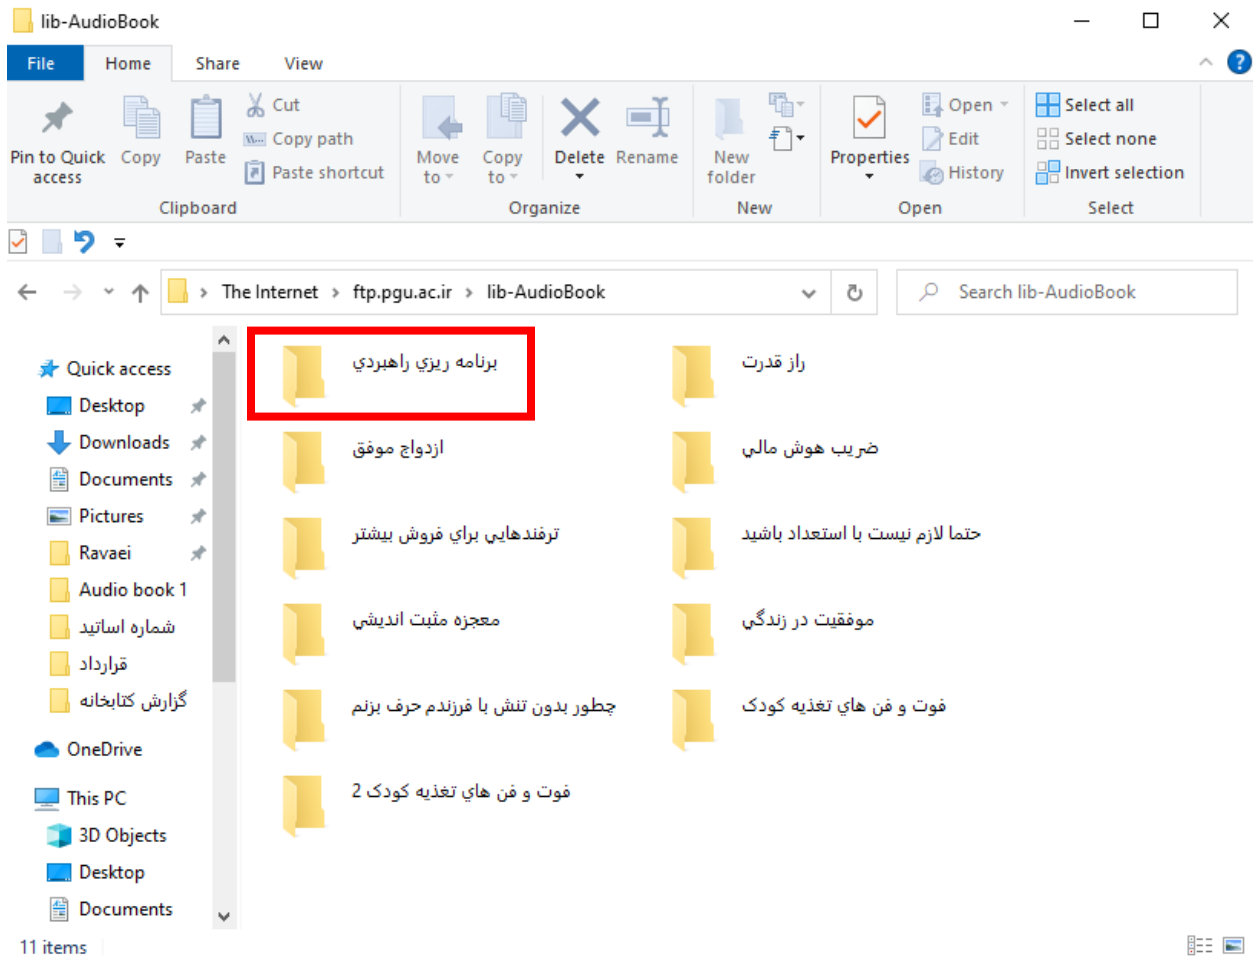 lib-AudioBook
File Home Share View
Pin to Quick access
Copy
Paste
Cut
Copy path
Paste shortcut
Clipboard
Move to
Copy to
Delete
Rename
Organize
New folder
New
Properties
Open
Edit
History
Open
Select all
Select none
Invert selection
Select
The Internet › ftp.pgu.ac.ir › lib-AudioBook
Search lib-AudioBook
Quick access
Desktop
Downloads
Documents
Pictures
Ravaei
Audio book 1
شماره اساتید
قرارداد
گزارش کتابخانه
OneDrive
This PC
3D Objects
Desktop
Documents
برنامه ريزي راهبردي
راز قدرت
ازدواج موفق
ضريب هوش مالي
ترفندهايي براي فروش بيشتر
حتما لازم نيست با استعداد باشيد
معجزه مثبت انديشي
موفقيت در زندگي
چطور بدون تنش با فرزندم حرف بزنم
فوت و فن هاي تغذيه کودک
فوت و فن هاي تغذيه کودک 2
11 items